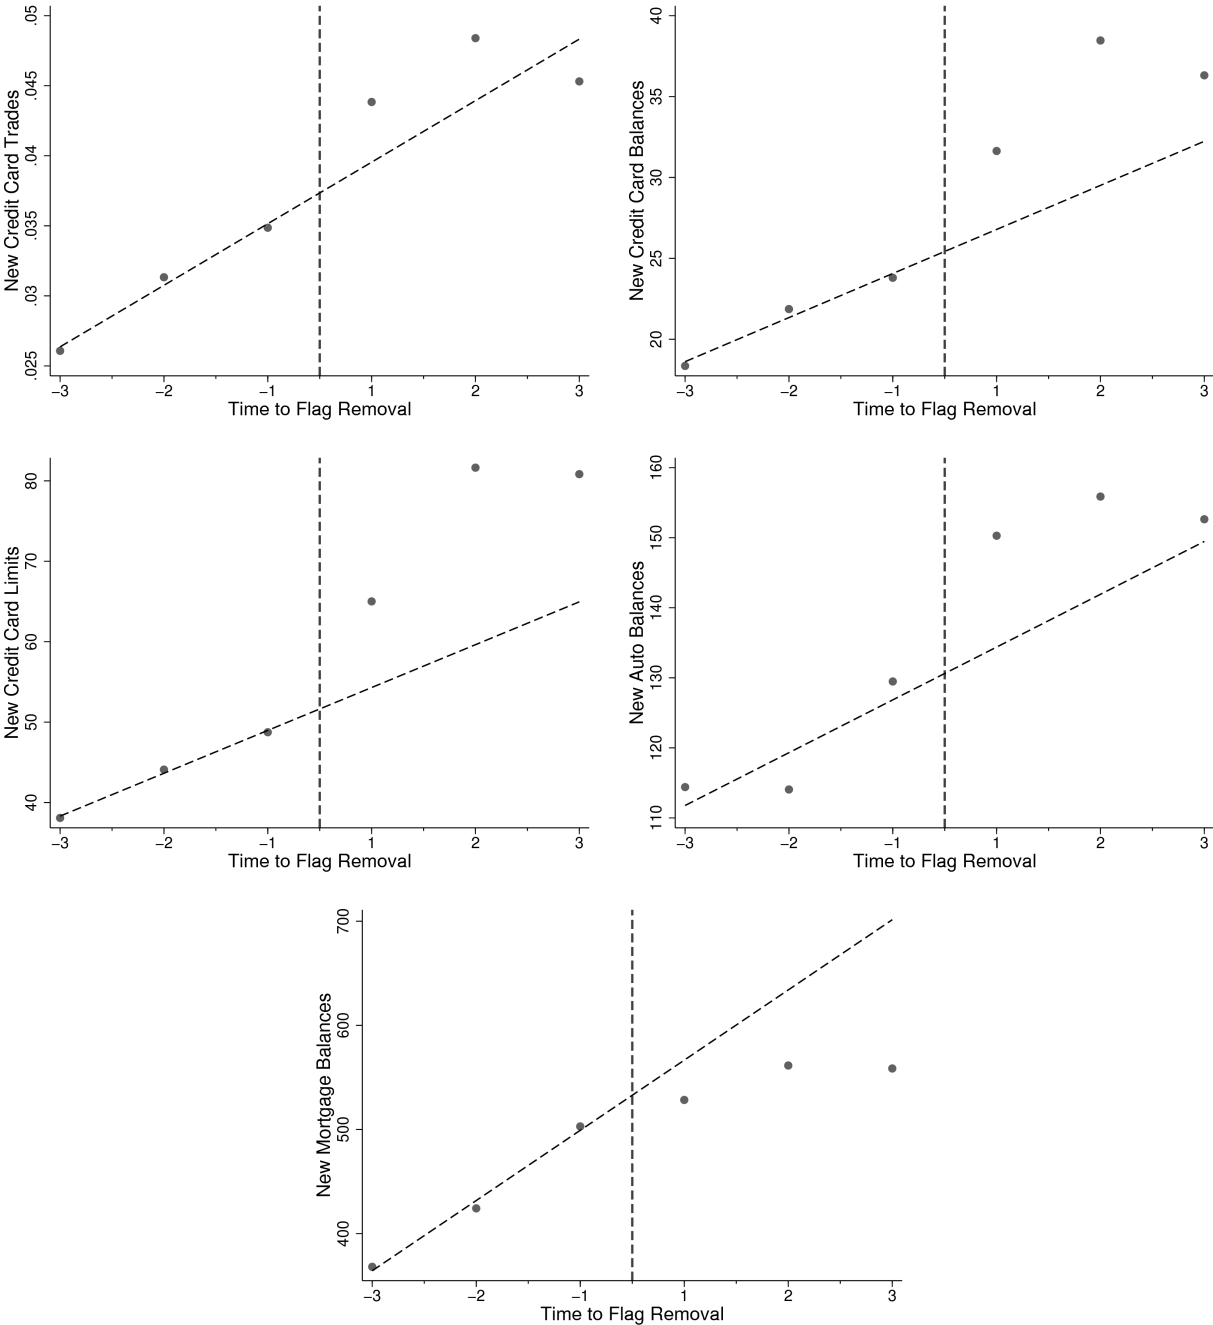 New Credit Card Trades
.05
.045
.04
.035
.03
.025
−3 −2 −1 1 2 3
Time to Flag Removal
New Credit Card Balances
40
35
30
25
20
−3 −2 −1 1 2 3
Time to Flag Removal
New Credit Card Limits
80
70
60
50
40
−3 −2 −1 1 2 3
Time to Flag Removal
New Auto Balances
160
150
140
130
120
110
−3 −2 −1 1 2 3
Time to Flag Removal
New Mortgage Balances
700
600
500
400
−3 −2 −1 1 2 3
Time to Flag Removal